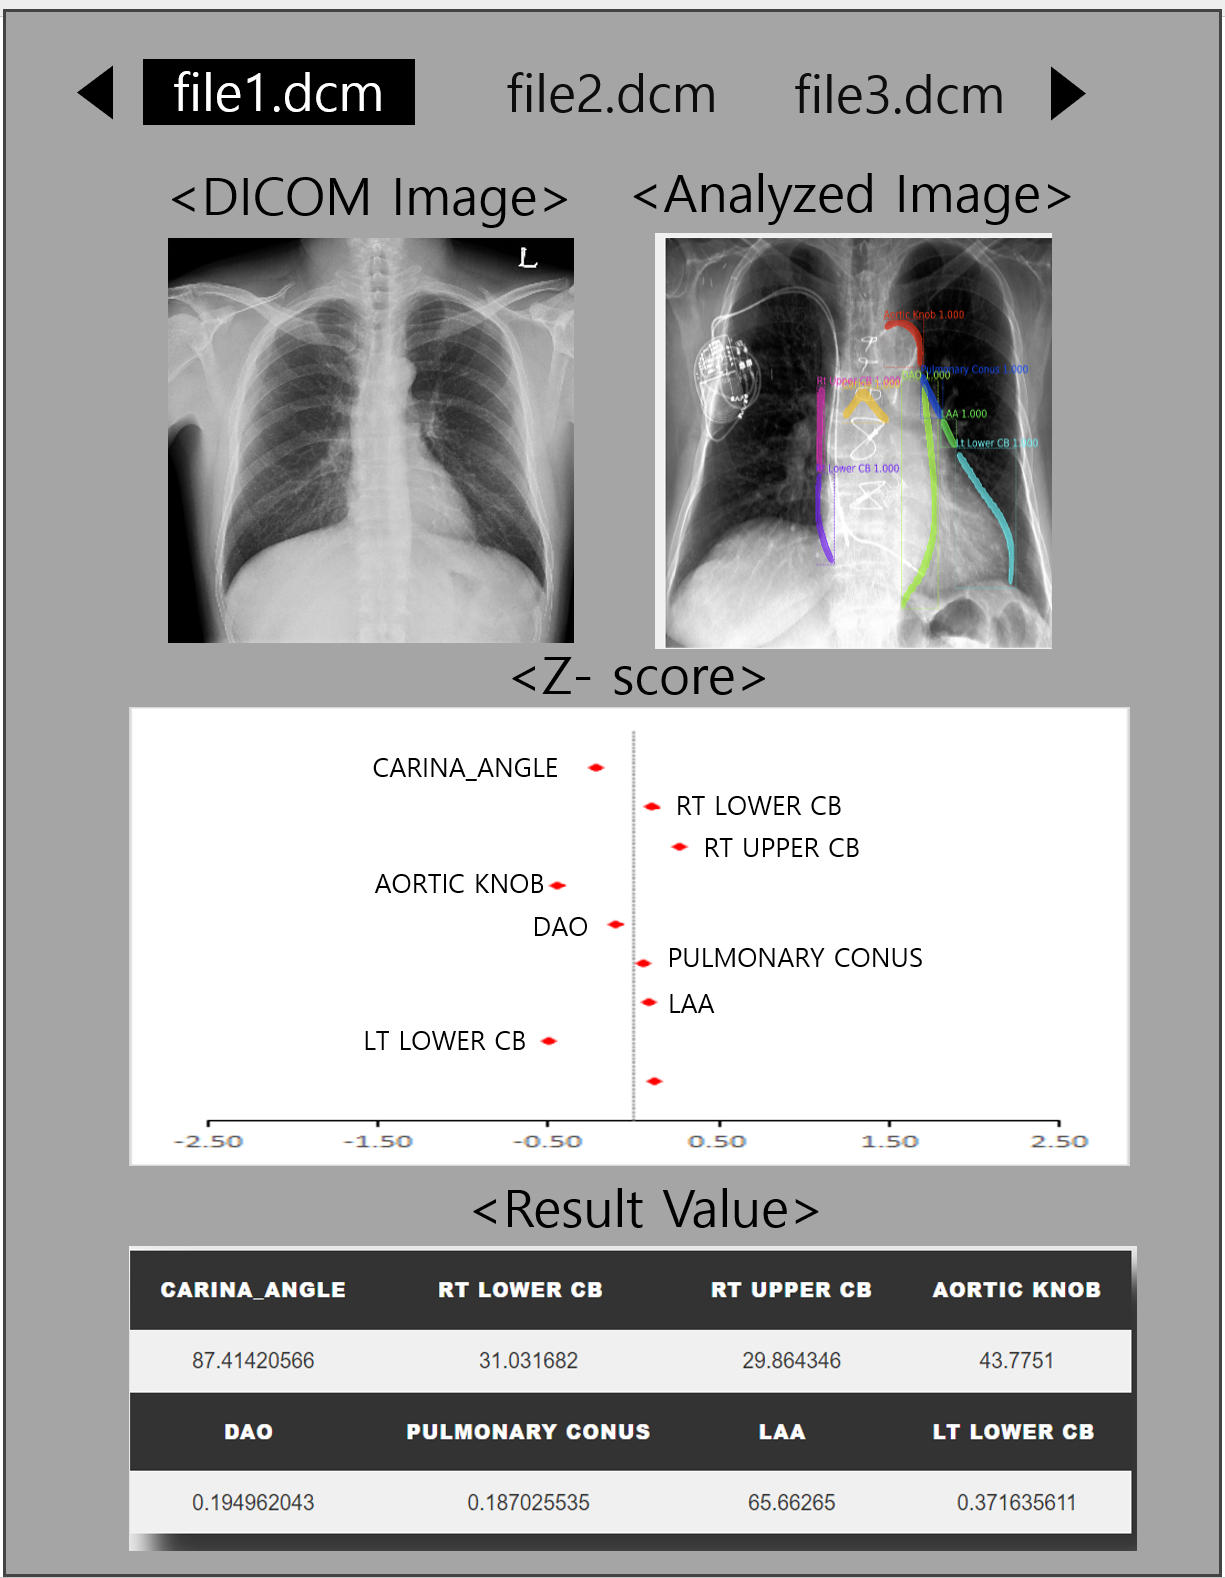 file1.dcm file2.dcm file3.dcm
<DICOM Image> <Analyzed Image>
L
Aortic Knob 1.000
Pulmonary Conus 1.000
DAO 1.000
Rt Upper CB 1.000
LAA 1.000
Lt Lower CB 1.000
Rt Lower CB 1.000
<Z- score>
CARINA_ANGLE
RT LOWER CB
RT UPPER CB
AORTIC KNOB
DAO
PULMONARY CONUS
LAA
LT LOWER CB
-2.50 -1.50 -0.50 0.50 1.50 2.50
<Result Value>
CARINA_ANGLE RT LOWER CB RT UPPER CB AORTIC KNOB
87.41420566 31.031682 29.864346 43.7751
DAO PULMONARY CONUS LAA LT LOWER CB
0.194962043 0.187025535 65.66265 0.371635611